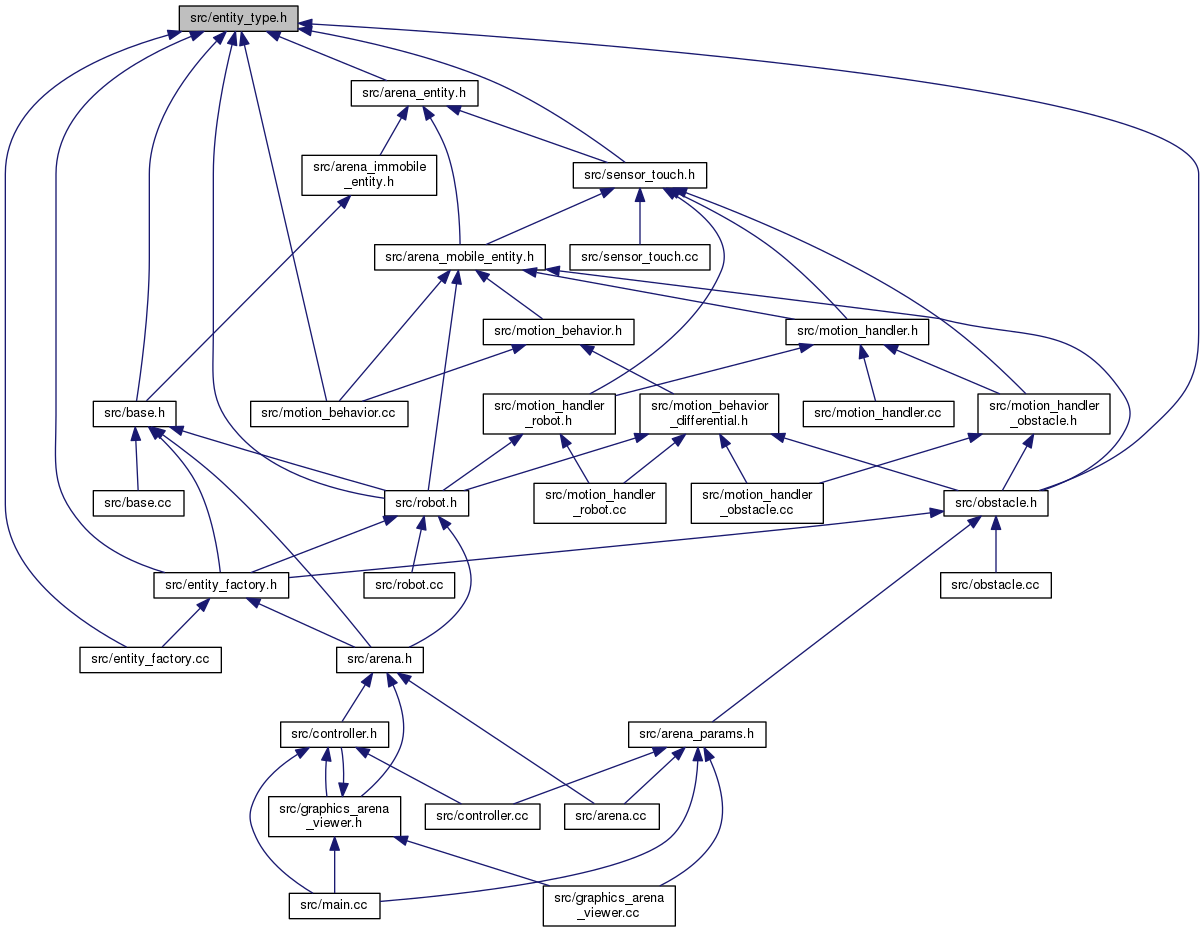 src/entity_type.h
src/arena_entity.h
src/arena_immobile
_entity.h
src/sensor_touch.h
src/arena_mobile_entity.h
src/sensor_touch.cc
src/motion_behavior.h
src/motion_handler.h
src/base.h
src/motion_behavior.cc
src/motion_handler
_robot.h
src/motion_behavior
_differential.h
src/motion_handler.cc
src/motion_handler
_obstacle.h
src/base.cc
src/robot.h
src/motion_handler
_robot.cc
src/motion_handler
_obstacle.cc
src/obstacle.h
src/entity_factory.h
src/robot.cc
src/obstacle.cc
src/entity_factory.cc
src/arena.h
src/controller.h
src/arena_params.h
src/graphics_arena
_viewer.h
src/controller.cc
src/arena.cc
src/main.cc
src/graphics_arena
_viewer.cc